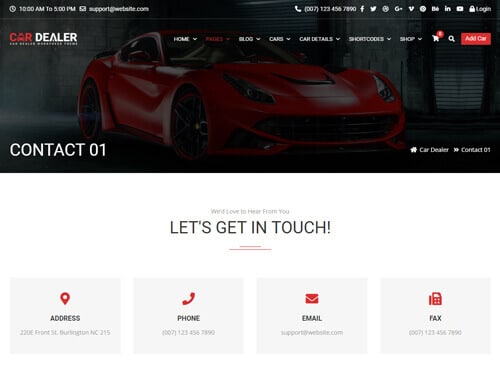 10:00 AM To 5:00 PM support@website.com (007) 123 456 7890 Login
CAR DEALER
CAR DEALER WORDPRESS THEME
HOME PAGES BLOG CARS CAR DETAILS SHORTCODES SHOP Add Car
CONTACT 01
Car Dealer » Contact 01
We'd Love to Hear From You
LET'S GET IN TOUCH!
ADDRESS PHONE EMAIL FAX
220E Front St. Burlington NC 215 (007) 123 456 7890 support@website.com (007) 123 456 7890